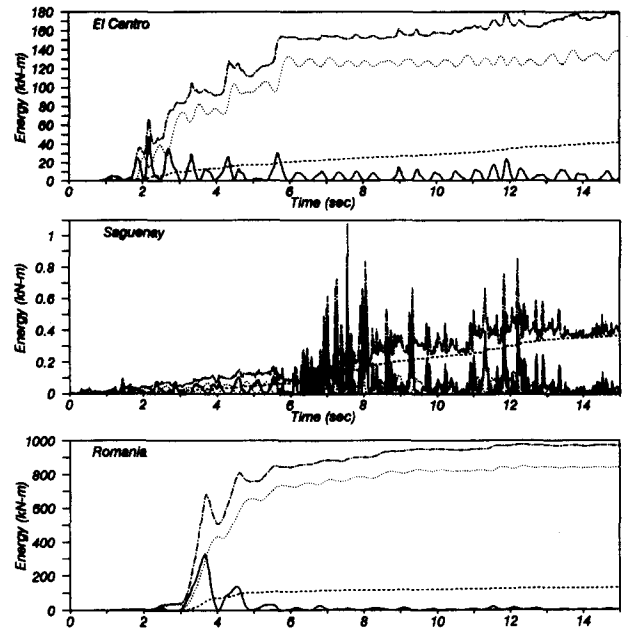 El Centro
Energy (kN-m)
180
160
140
120
100
80
60
40
20
0
0 2 4 6 8 10 12 14
Time (sec)
Saguenay
Energy (kN-m)
1
0.8
0.6
0.4
0.2
0
0 2 4 6 8 10 12 14
Time (sec)
Romania
Energy (kN-m)
1000
800
600
400
200
0
0 2 4 6 8 10 12 14
Time (sec)